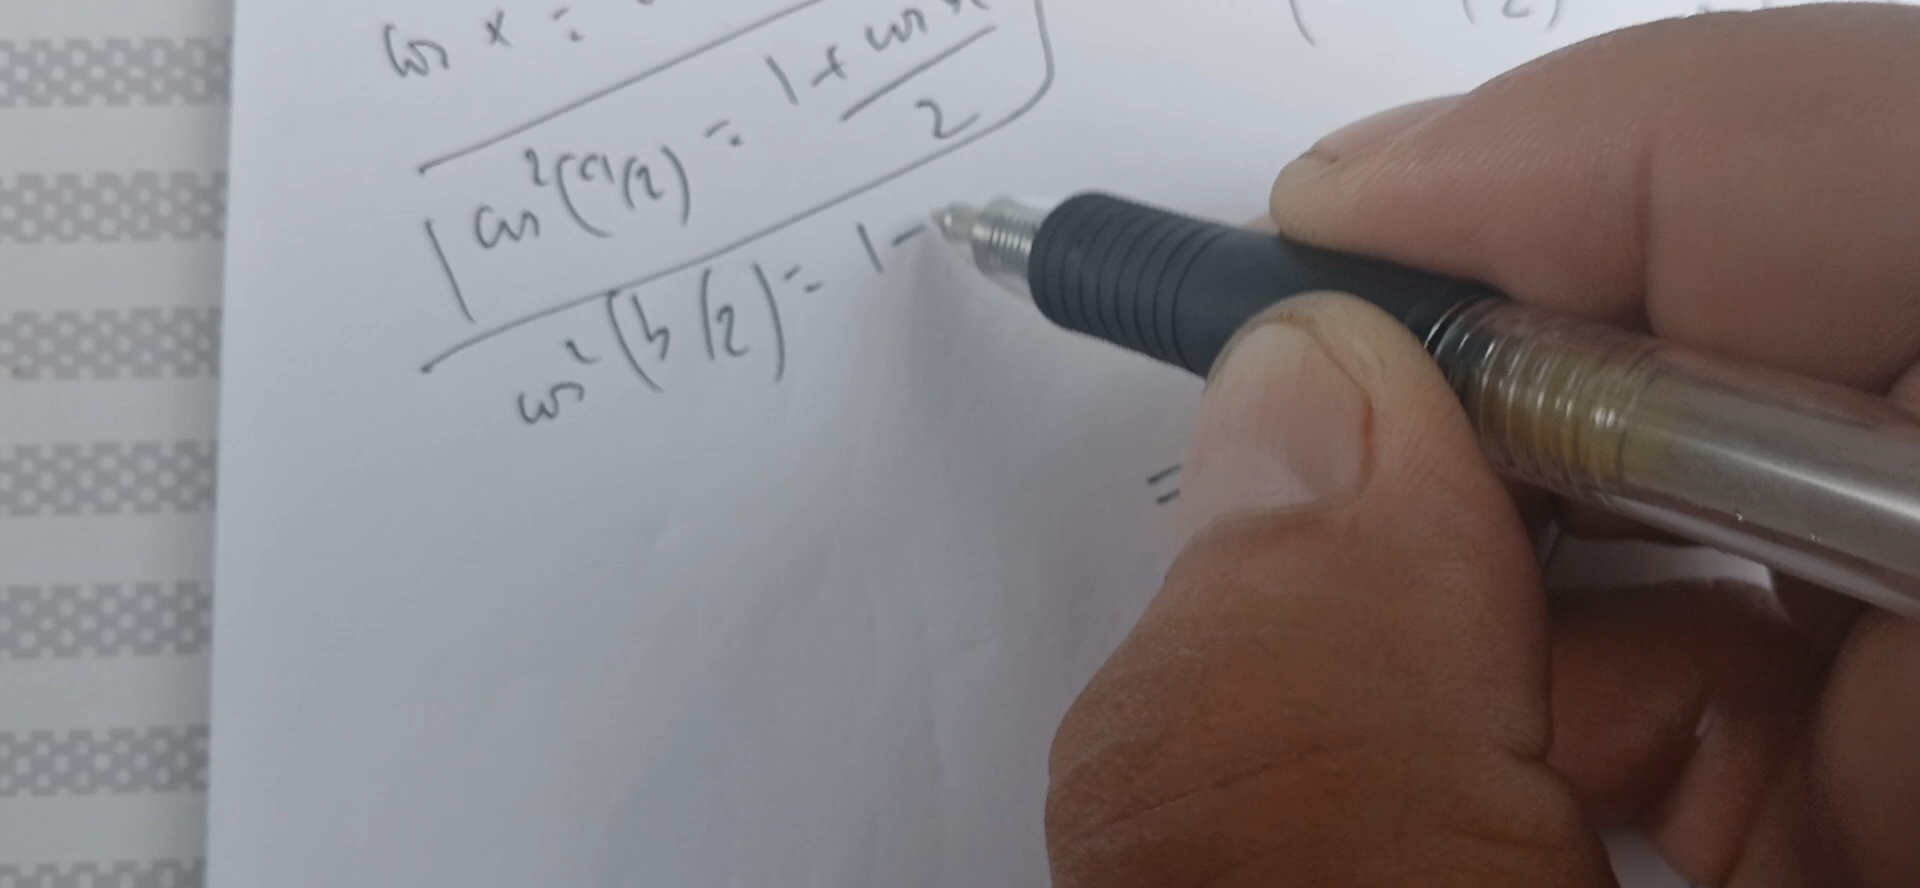 cos x =
cos²(a/2) = 1 + cos x / 2
cos²(b/2) = 1 -
=